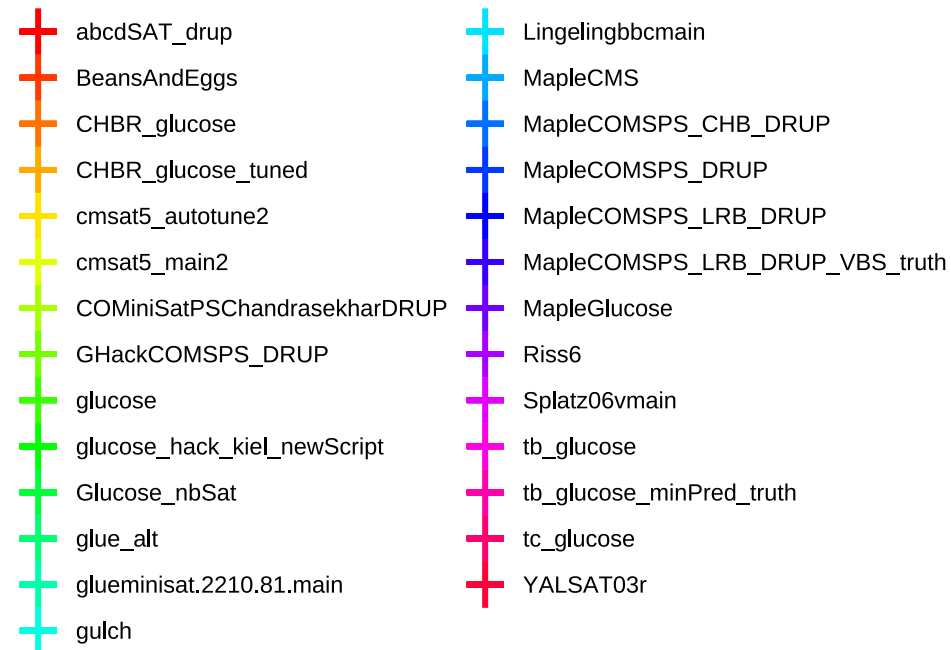 abcdSAT_drup
BeansAndEggs
CHBR_glucose
CHBR_glucose_tuned
cmsat5_autotune2
cmsat5_main2
COMiniSatPSChandrasekharDRUP
GHackCOMSPS_DRUP
glucose
glucose_hack_kiel_newScript
Glucose_nbSat
glue_alt
glueminisat.2210.81.main
gulch
Lingelingbbcmain
MapleCMS
MapleCOMSPS_CHB_DRUP
MapleCOMSPS_DRUP
MapleCOMSPS_LRB_DRUP
MapleCOMSPS_LRB_DRUP_VBS_truth
MapleGlucose
Riss6
Splatz06vmain
tb_glucose
tb_glucose_minPred_truth
tc_glucose
YALSAT03r